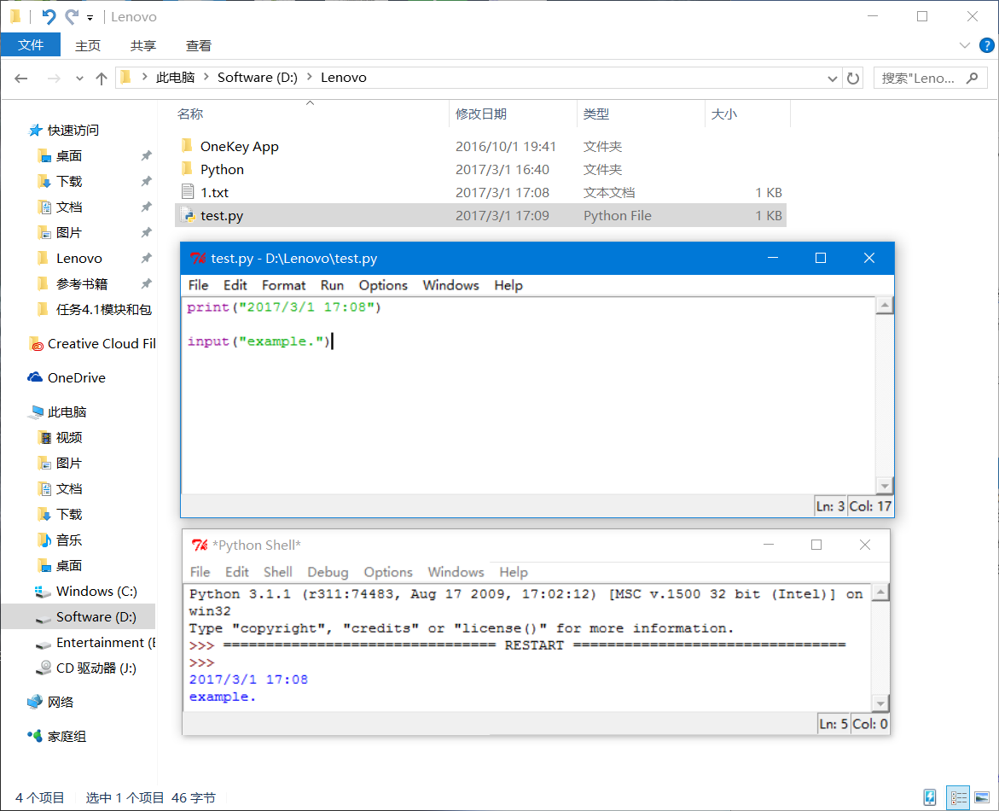 Lenovo
文件 主页 共享 查看
此电脑 Software (D:) Lenovo 搜索"Leno...
名称 修改日期 类型 大小
OneKey App 2016/10/1 19:41 文件夹
Python 2017/3/1 16:40 文件夹
1.txt 2017/3/1 17:08 文本文档 1 KB
test.py 2017/3/1 17:09 Python File 1 KB
快速访问
桌面
下载
文档
图片
Lenovo
参考书籍
任务4.1模块和包
Creative Cloud Fil
OneDrive
此电脑
视频
图片
文档
下载
音乐
桌面
Windows (C:)
Software (D:)
Entertainment (E
CD 驱动器 (J:)
网络
家庭组
test.py - D:\Lenovo\test.py
File Edit Format Run Options Windows Help
print("2017/3/1 17:08")
input("example.")
Ln: 3 Col: 17
*Python Shell*
File Edit Shell Debug Options Windows Help
Python 3.1.1 (r311:74483, Aug 17 2009, 17:02:12) [MSC v.1500 32 bit (Intel)] on
win32
Type "copyright", "credits" or "license()" for more information.
>>> ================================ RESTART ================================
>>>
2017/3/1 17:08
example.
Ln: 5 Col: 0
4 个项目 选中 1 个项目 46 字节